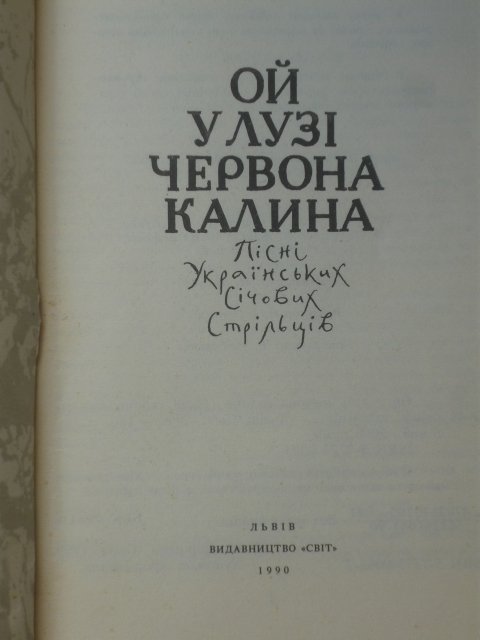 ОЙ
У ЛУЗІ
ЧЕРВОНА
КАЛИНА
Пісні
Українських
Січових
Стрільців
ЛЬВІВ
ВИДАВНИЦТВО «СВІТ»
1990